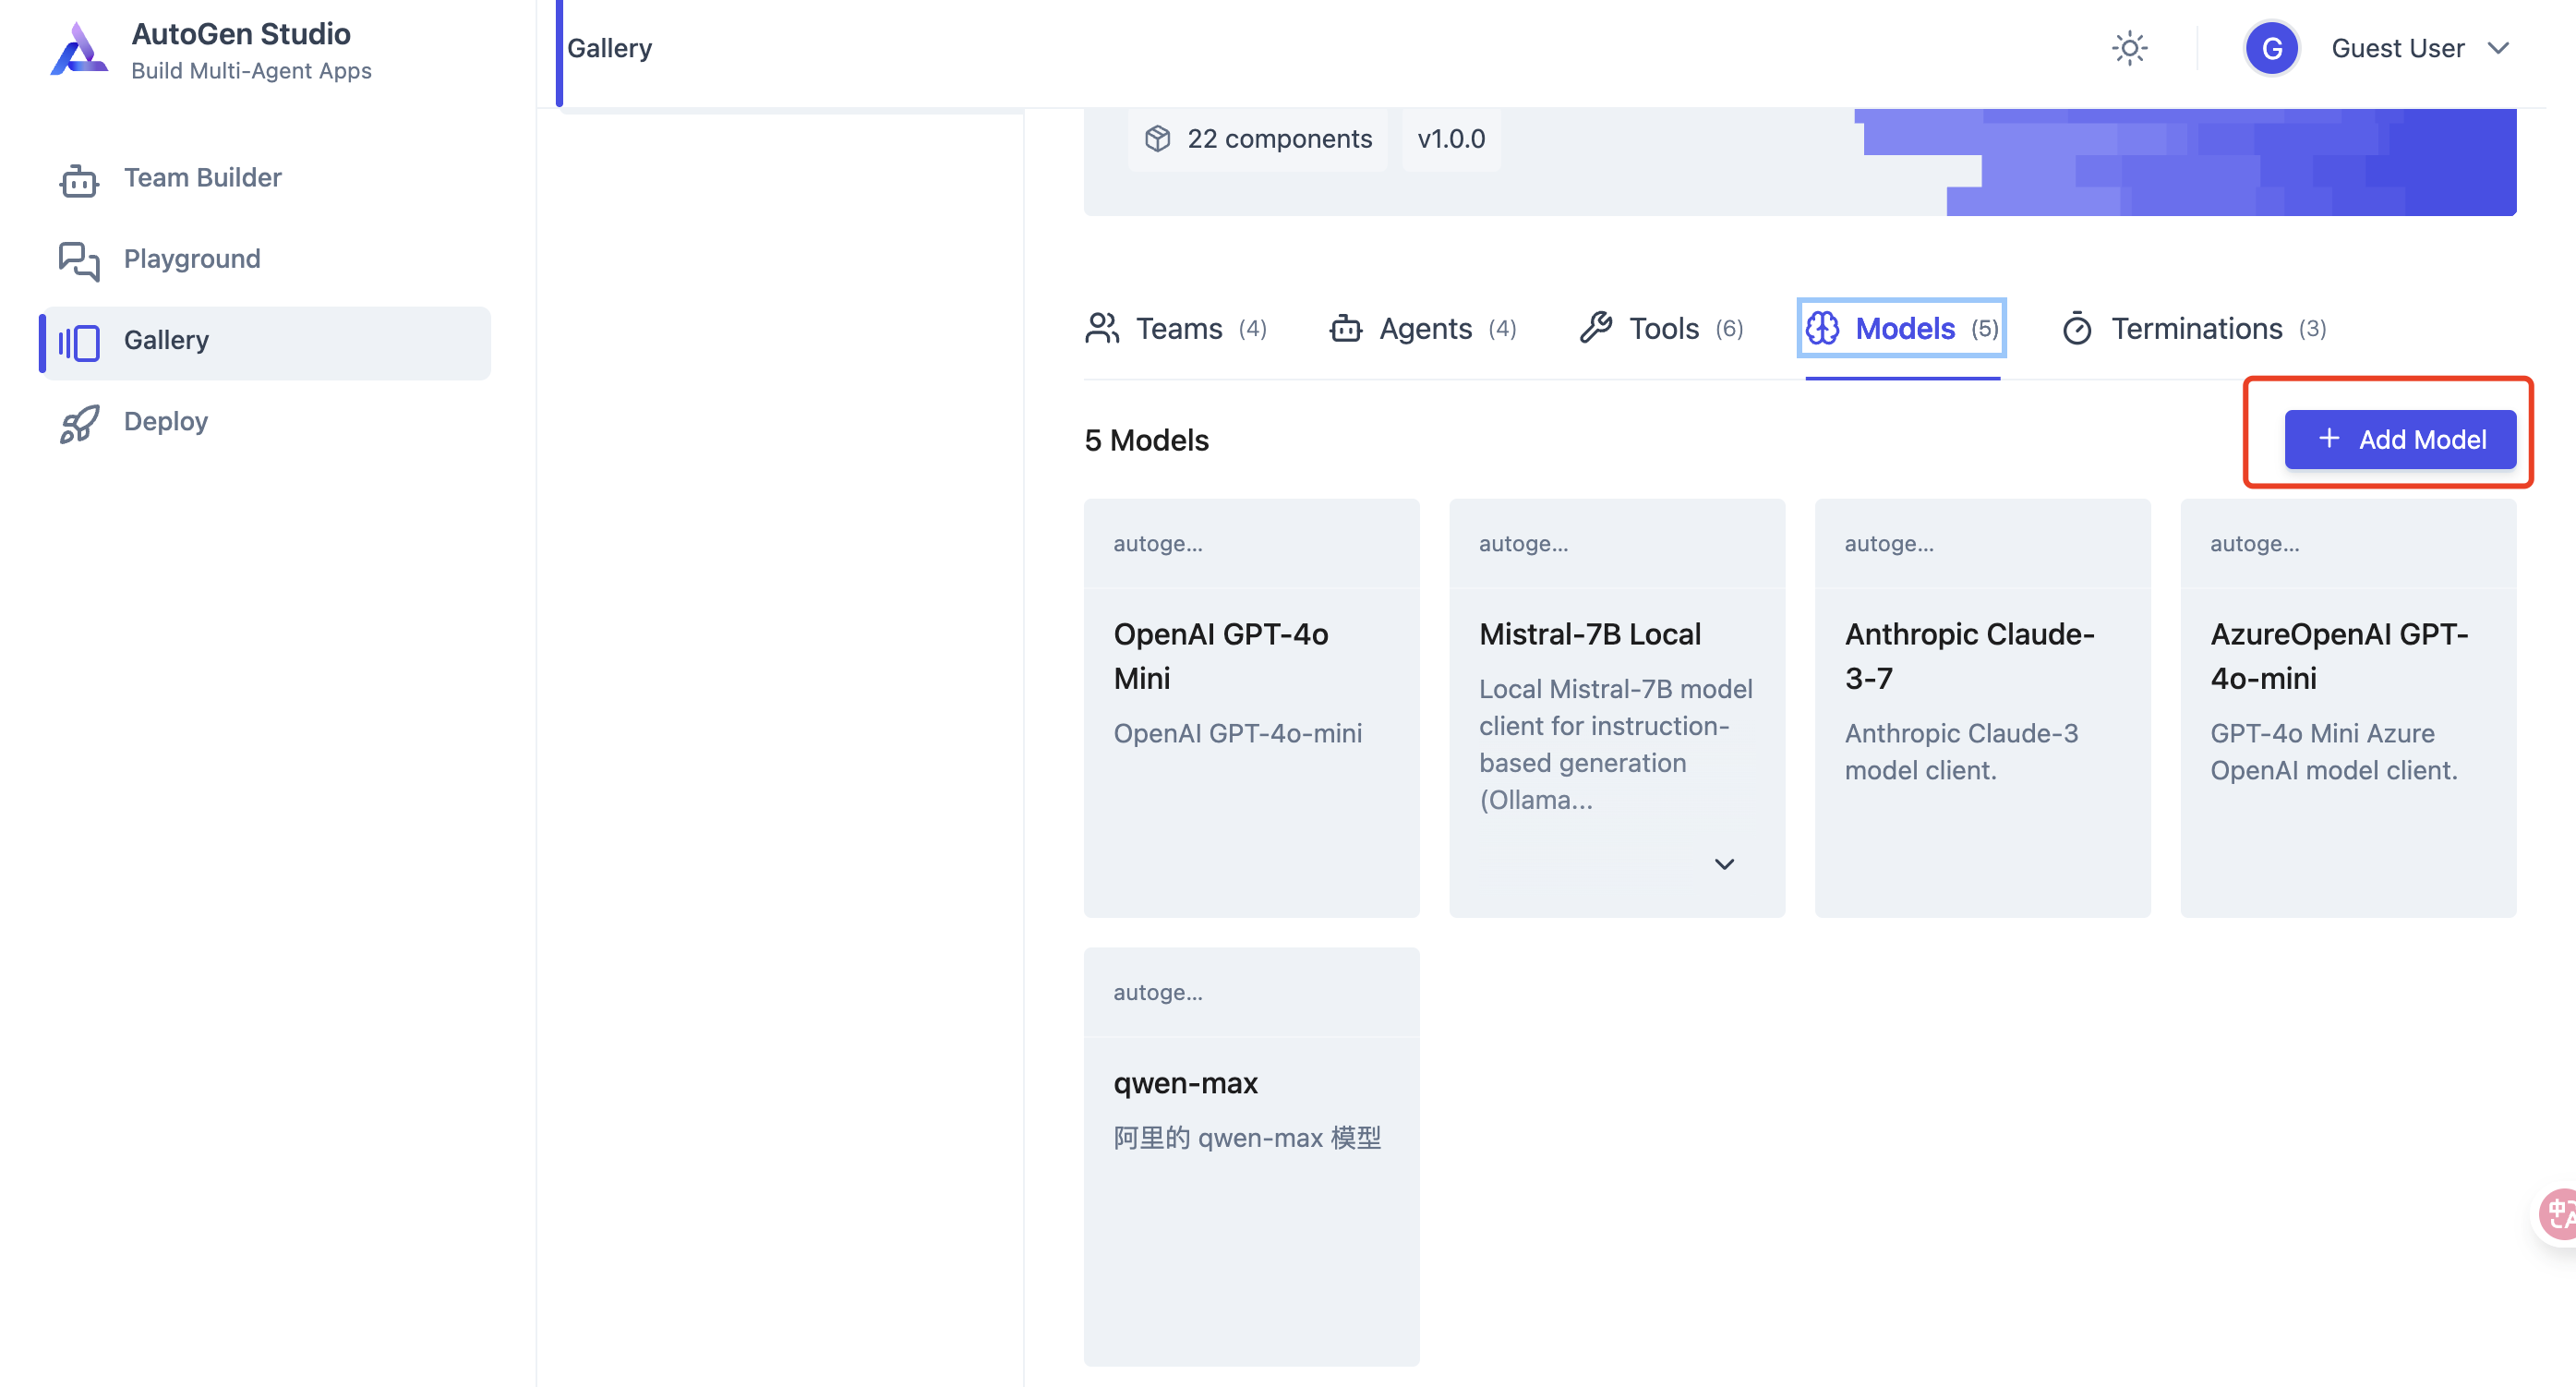 AutoGen Studio
Build Multi-Agent Apps
Gallery
G
Guest User
Team Builder
Playground
Gallery
Deploy
22 components
v1.0.0
Teams (4)
Agents (4)
Tools (6)
Models (5)
Terminations (3)
5 Models
+ Add Model
autoge...
OpenAI GPT-4o
Mini
OpenAI GPT-4o-mini
autoge...
Mistral-7B Local
Local Mistral-7B model
client for instruction-
based generation
(Ollama...
autoge...
Anthropic Claude-
3-7
Anthropic Claude-3
model client.
autoge...
AzureOpenAI GPT-
4o-mini
GPT-4o Mini Azure
OpenAI model client.
autoge...
qwen-max
阿里的 qwen-max 模型
中A